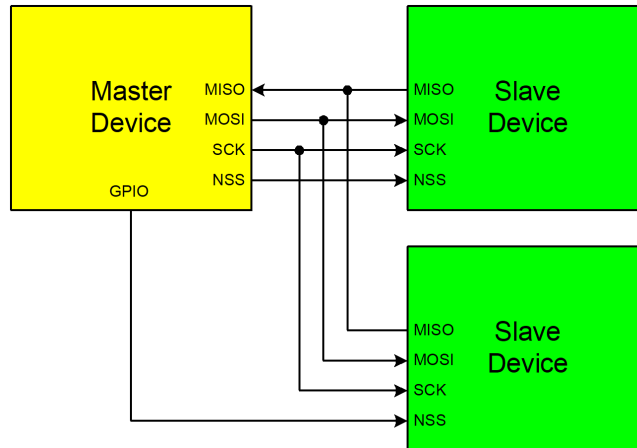 Master
Device
MISO
MOSI
SCK
NSS
GPIO
MISO
MOSI
SCK
NSS
Slave
Device
MISO
MOSI
SCK
NSS
Slave
Device